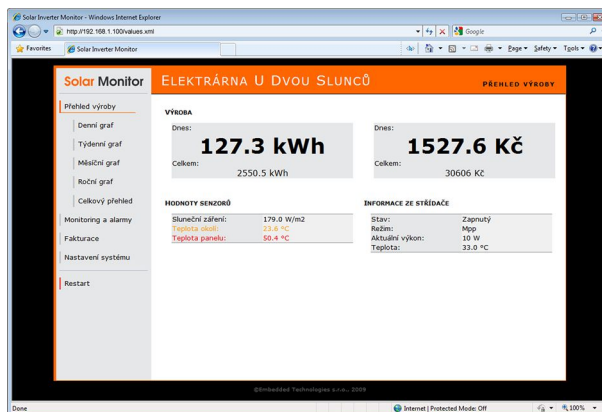 Solar Inverter Monitor - Windows Internet Explorer
http://192.168.1.100/values.xml
Google
Favorites
Solar Inverter Monitor
Page
Safety
Tools
Solar Monitor
ELEKTRÁRNA U DVOU SLUNCŮ
PŘEHLED VÝROBY
Přehled výroby
Denní graf
Týdenní graf
Měsíční graf
Roční graf
Celkový přehled
Monitoring a alarmy
Fakturace
Nastavení systému
Restart
VÝROBA
Dnes:
127.3 kWh
Celkem:
2550.5 kWh
Dnes:
1527.6 Kč
Celkem:
30606 Kč
HODNOTY SENZORŮ
Sluneční záření: 179.0 W/m2
Teplota okolí: 23.6 °C
Teplota panelu: 50.4 °C
INFORMACE ZE STŘÍDAČE
Stav: Zapnutý
Režim: Mpp
Aktuální výkon: 10 W
Teplota: 33.0 °C
©Embedded Technologies s.r.o., 2009
Done
Internet | Protected Mode: Off
100%